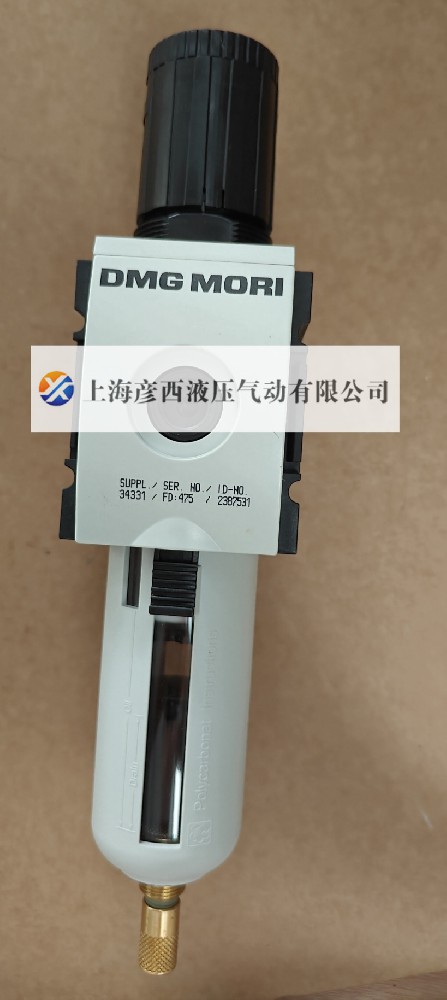 DMG MORI
上海彦西液压气动有限公司
SUPPL./ SER. NO./ ID-NO.
34331 / FD:475 / 2387531
Polycarbonat